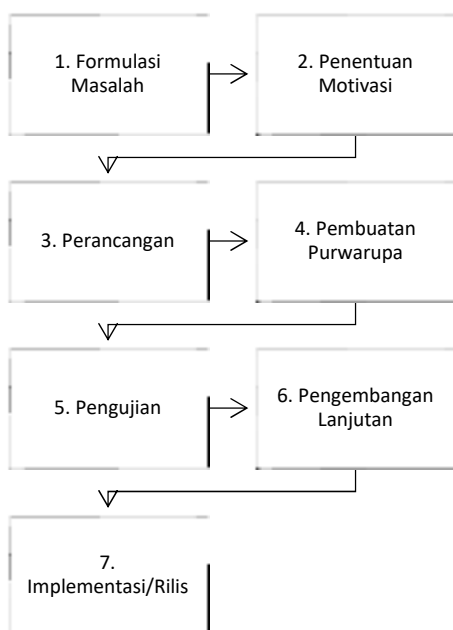 1. Formulasi
Masalah
2. Penentuan
Motivasi
3. Perancangan
4. Pembuatan
Purwarupa
5. Pengujian
6. Pengembangan
Lanjutan
7.
Implementasi/Rilis